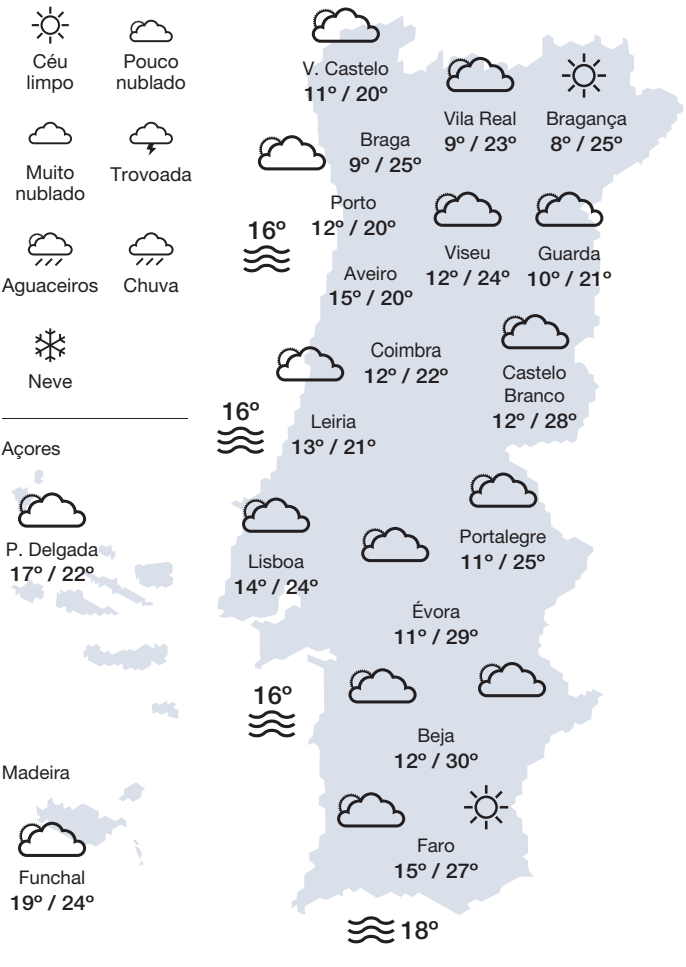 Céu
limpo
Pouco
nublado
Muito
nublado
Trovoada
Aguaceiros
Chuva
Neve
V. Castelo
11º / 20º
Vila Real
9º / 23º
Bragança
8º / 25º
Braga
9º / 25º
Porto
12º / 20º
16º
Viseu
12º / 24º
Guarda
10º / 21º
Aveiro
15º / 20º
Coimbra
12º / 22º
Castelo
Branco
12º / 28º
16º
Leiria
13º / 21º
Açores
P. Delgada
17º / 22º
Lisboa
14º / 24º
Portalegre
11º / 25º
Évora
11º / 29º
16º
Beja
12º / 30º
Madeira
Funchal
19º / 24º
Faro
15º / 27º
18º